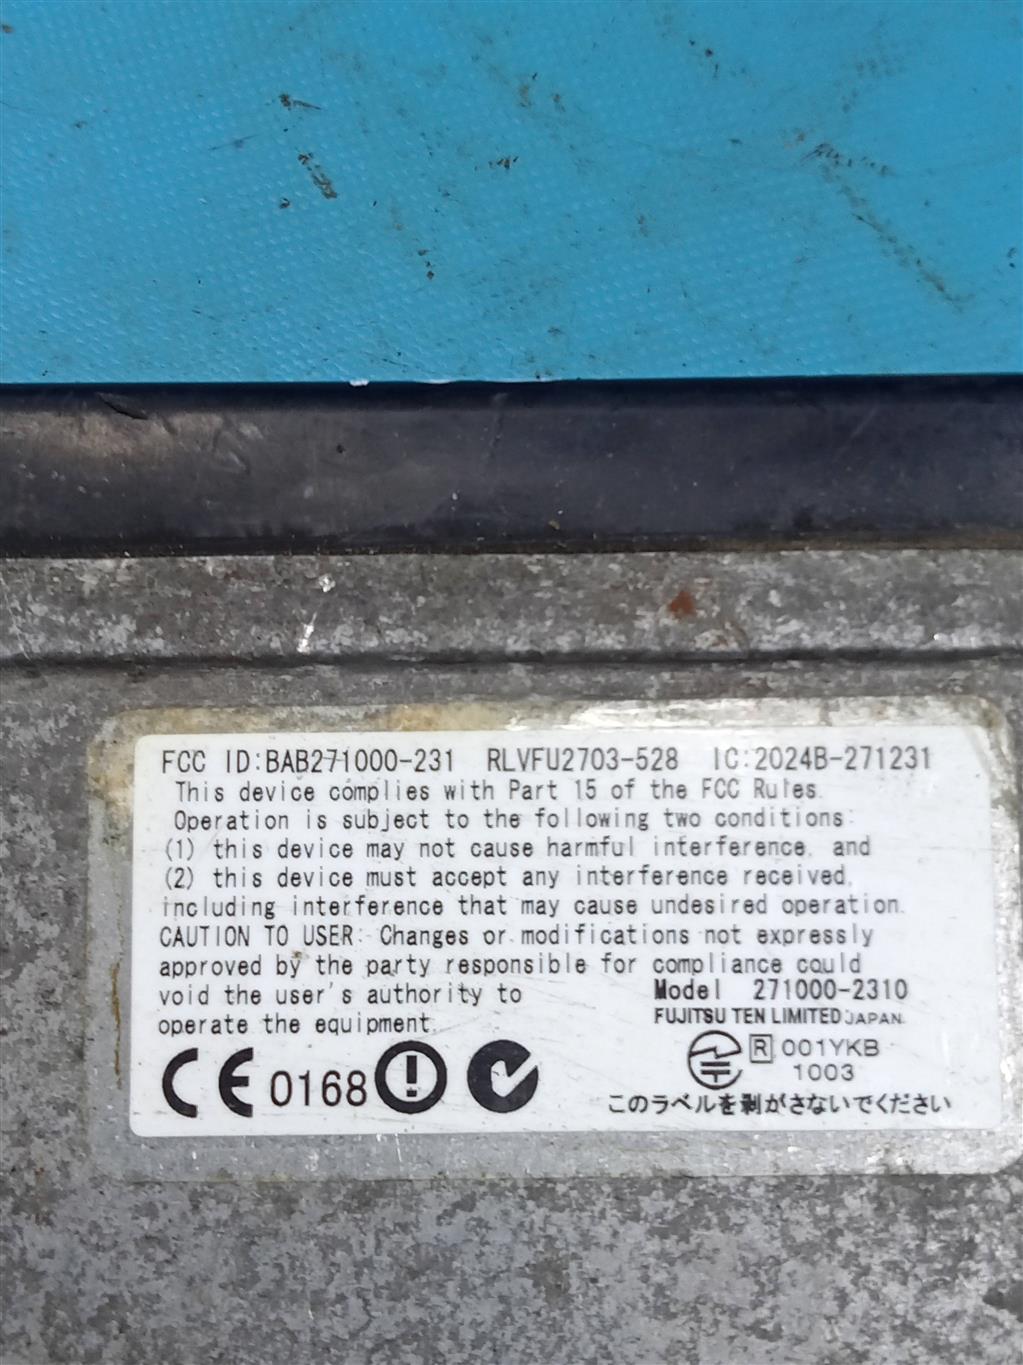 FCC ID:BAB271000-231 RLVFU2703-528 IC:2024B-271231
This device complies with Part 15 of the FCC Rules.
Operation is subject to the following two conditions:
(1) this device may not cause harmful interference, and
(2) this device must accept any interference received,
including interference that may cause undesired operation.
CAUTION TO USER: Changes or modifications not expressly
approved by the party responsible for compliance could
void the user's authority to
operate the equipment.
Model 271000-2310
FUJITSU TEN LIMITED JAPAN.
CE 0168
R 001YKB
1003
このラベルを剥がさないでください